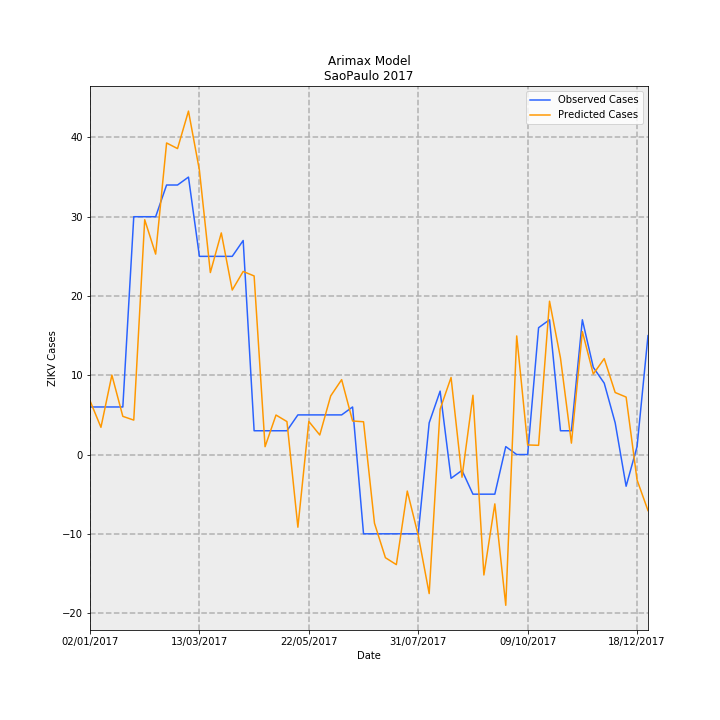 Arimax Model
SaoPaulo 2017
Observed Cases
Predicted Cases
ZIKV Cases
40
30
20
10
0
−10
−20
02/01/2017
13/03/2017
22/05/2017
31/07/2017
09/10/2017
18/12/2017
Date